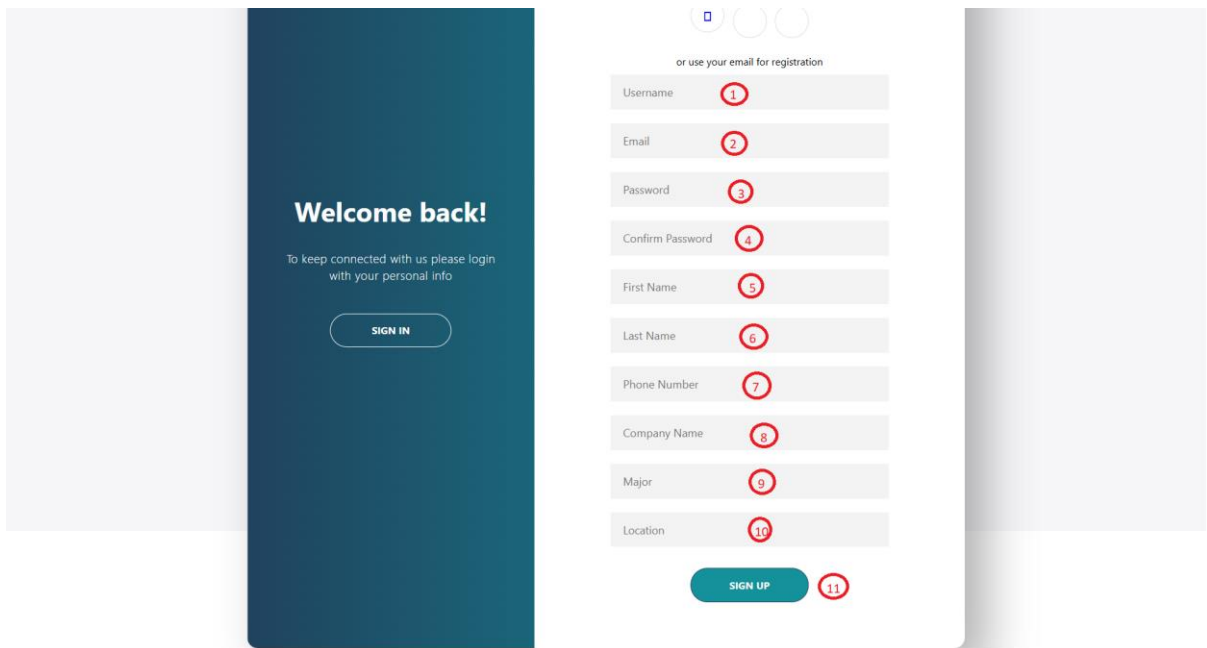 Welcome back!
To keep connected with us please login
with your personal info
SIGN IN
or use your email for registration
Username 1
Email 2
Password 3
Confirm Password 4
First Name 5
Last Name 6
Phone Number 7
Company Name 8
Major 9
Location 10
SIGN UP 11